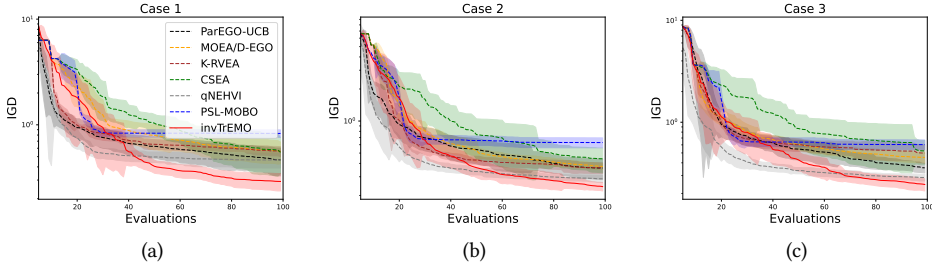 Case 1
10¹
10⁰
IGD
20
40
60
80
100
Evaluations
ParEGO-UCB
MOEA/D-EGO
K-RVEA
CSEA
qNEHVI
PSL-MOBO
invTrEMO
(a)
Case 2
10⁰
IGD
20
40
60
80
100
Evaluations
(b)
Case 3
10⁰
IGD
20
40
60
80
100
Evaluations
(c)